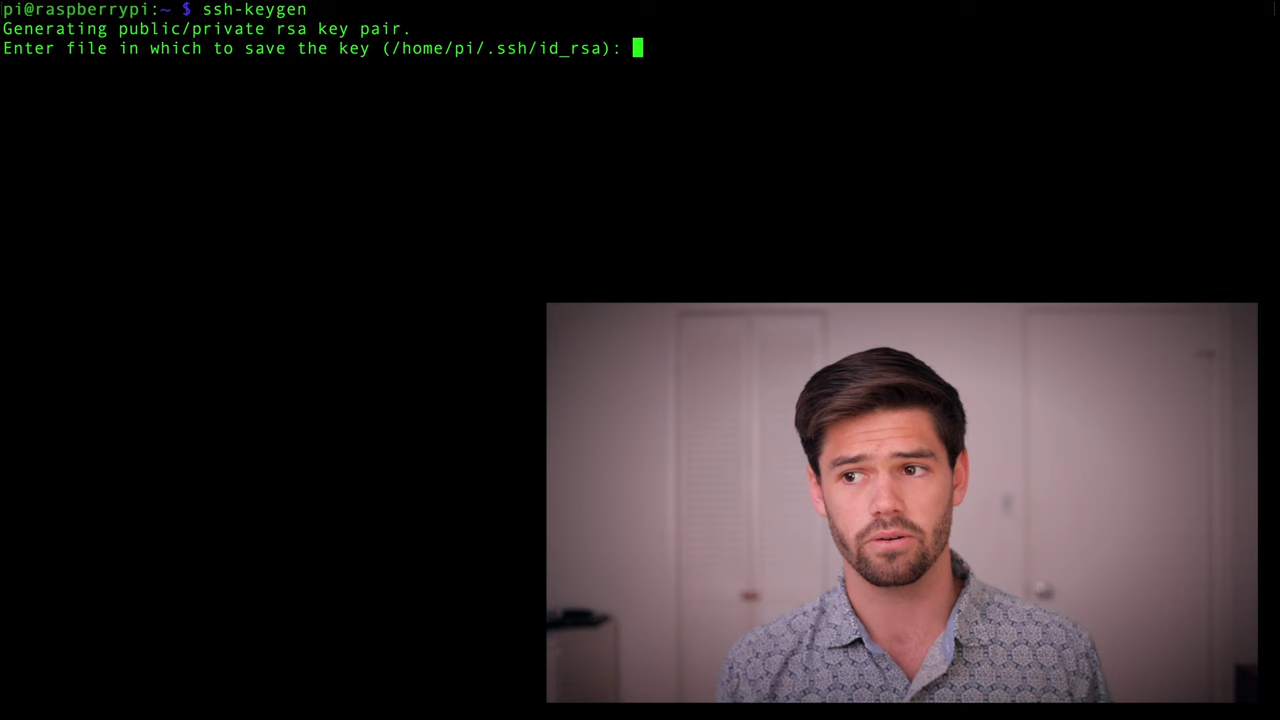 pi@raspberrypi:~ $ ssh-keygen
Generating public/private rsa key pair.
Enter file in which to save the key (/home/pi/.ssh/id_rsa):